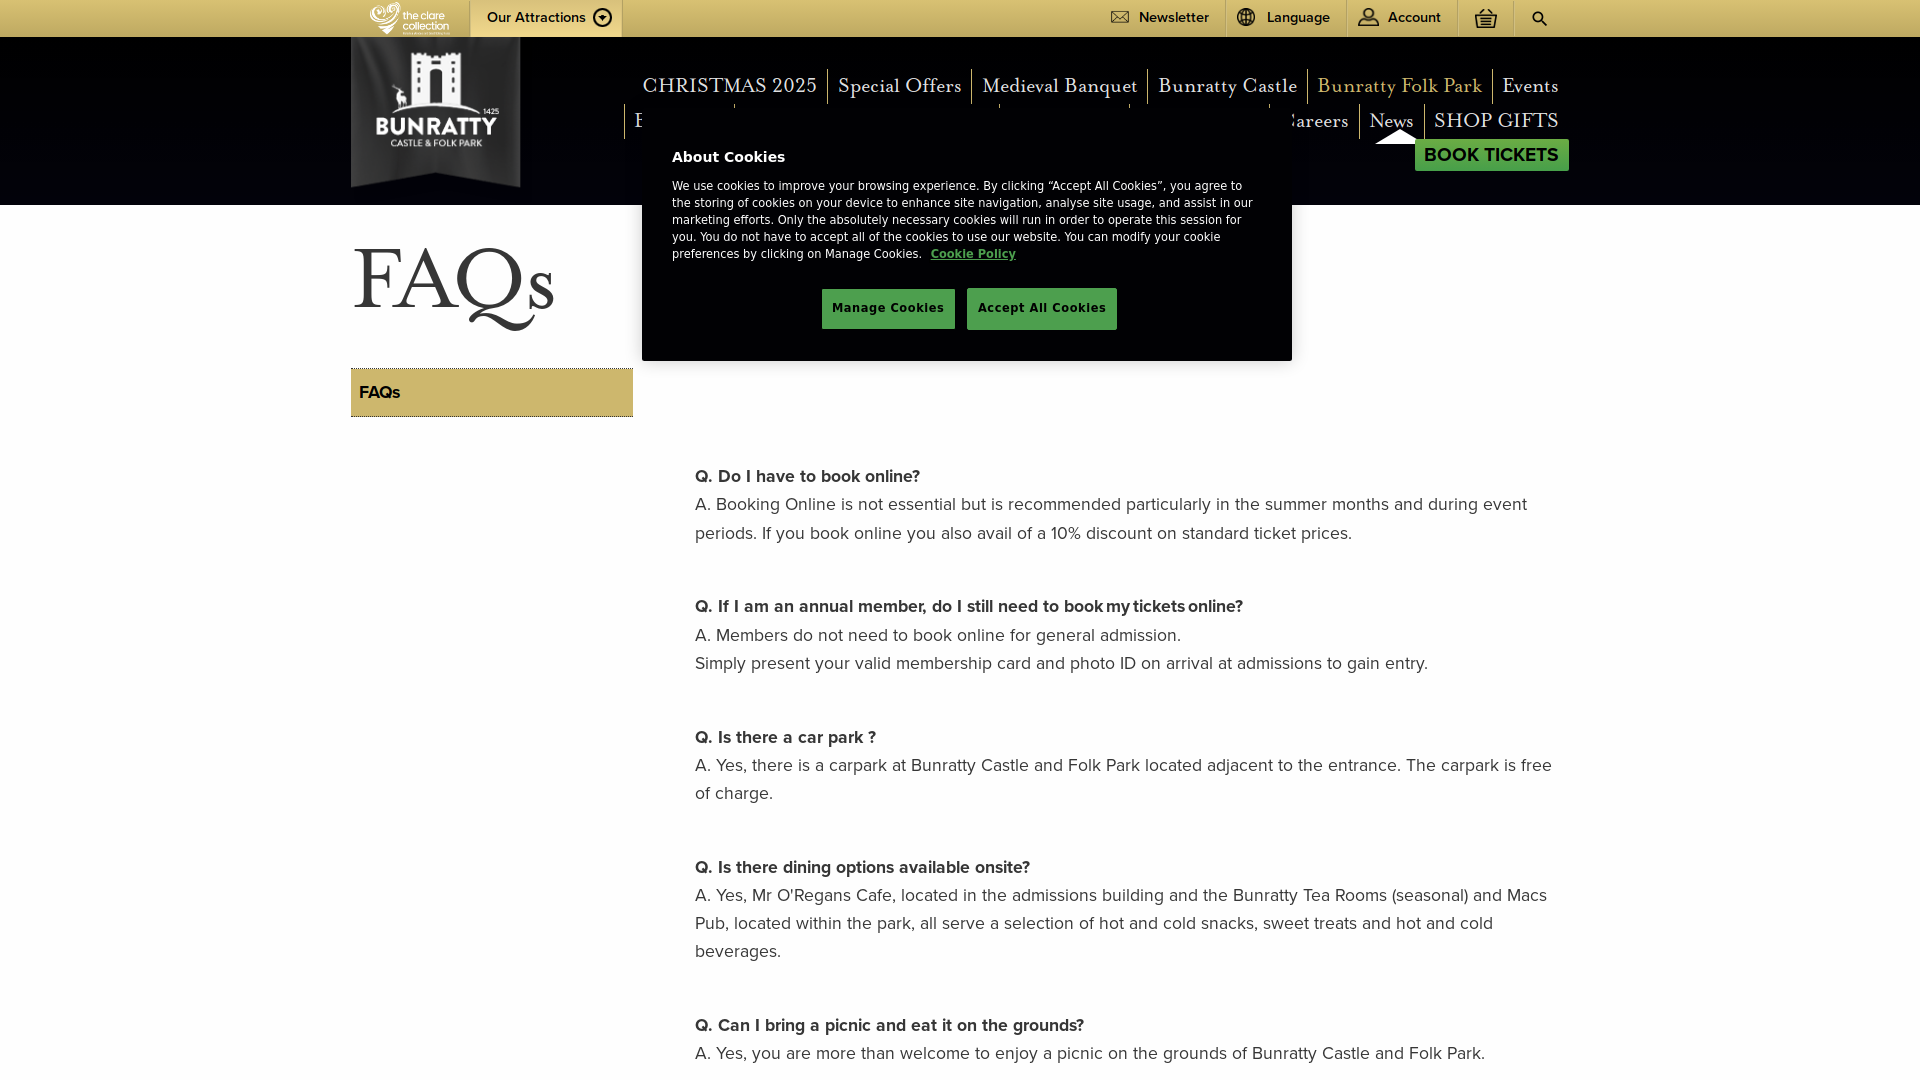 the clare
collection
Our Attractions
Newsletter
Language
Account
1425
BUNRATTY
CASTLE & FOLK PARK
CHRISTMAS 2025
Special Offers
Medieval Banquet
Bunratty Castle
Bunratty Folk Park
Events
News
SHOP GIFTS
BOOK TICKETS
About Cookies
We use cookies to improve your browsing experience. By clicking “Accept All Cookies”, you agree to
the storing of cookies on your device to enhance site navigation, analyse site usage, and assist in our
marketing efforts. Only the absolutely necessary cookies will run in order to operate this session for
you. You do not have to accept all of the cookies to use our website. You can modify your cookie
preferences by clicking on Manage Cookies. Cookie Policy
Manage Cookies
Accept All Cookies
FAQs
FAQs
Q. Do I have to book online?
A. Booking Online is not essential but is recommended particularly in the summer months and during event
periods. If you book online you also avail of a 10% discount on standard ticket prices.
Q. If I am an annual member, do I still need to book my tickets online?
A. Members do not need to book online for general admission.
Simply present your valid membership card and photo ID on arrival at admissions to gain entry.
Q. Is there a car park ?
A. Yes, there is a carpark at Bunratty Castle and Folk Park located adjacent to the entrance. The carpark is free
of charge.
Q. Is there dining options available onsite?
A. Yes, Mr O'Regans Cafe, located in the admissions building and the Bunratty Tea Rooms (seasonal) and Macs
Pub, located within the park, all serve a selection of hot and cold snacks, sweet treats and hot and cold
beverages.
Q. Can I bring a picnic and eat it on the grounds?
A. Yes, you are more than welcome to enjoy a picnic on the grounds of Bunratty Castle and Folk Park.